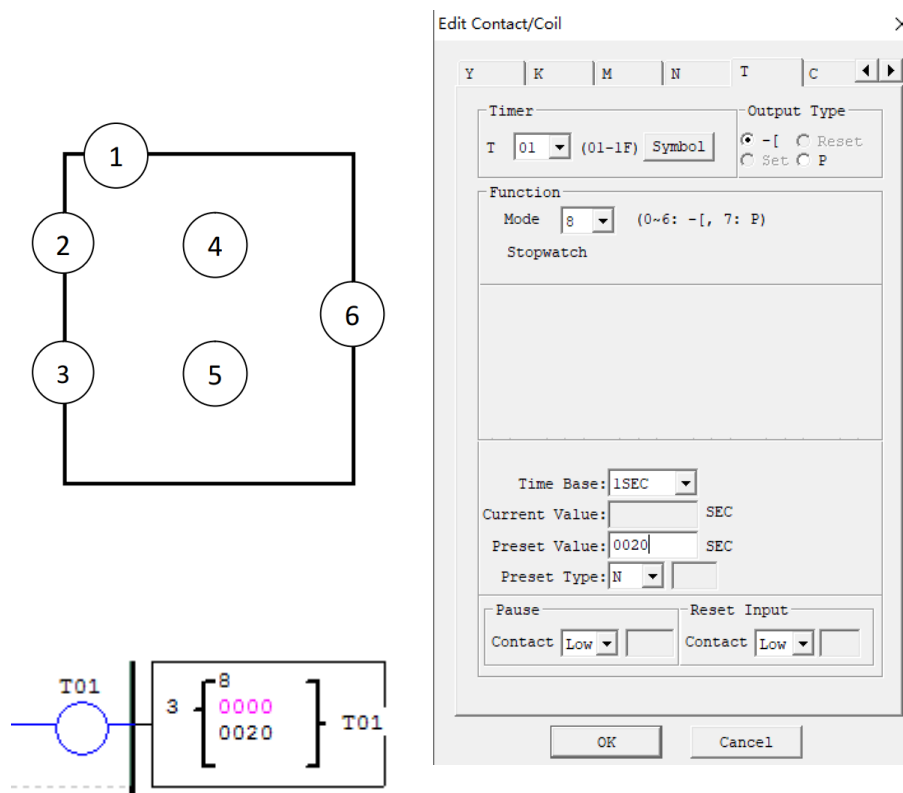 1
2
3
4
5
6
T01
3
8
0000
0020
T01
Edit Contact/Coil
Y K M N T C
Timer
T 01 (01-1F) Symbol
Output Type
-[ Reset
Set P
Function
Mode 8 (0~6: -[, 7: P)
Stopwatch
Time Base: 1SEC
Current Value: SEC
Preset Value: 0020 SEC
Preset Type: N
Pause
Contact Low
Reset Input
Contact Low
OK Cancel